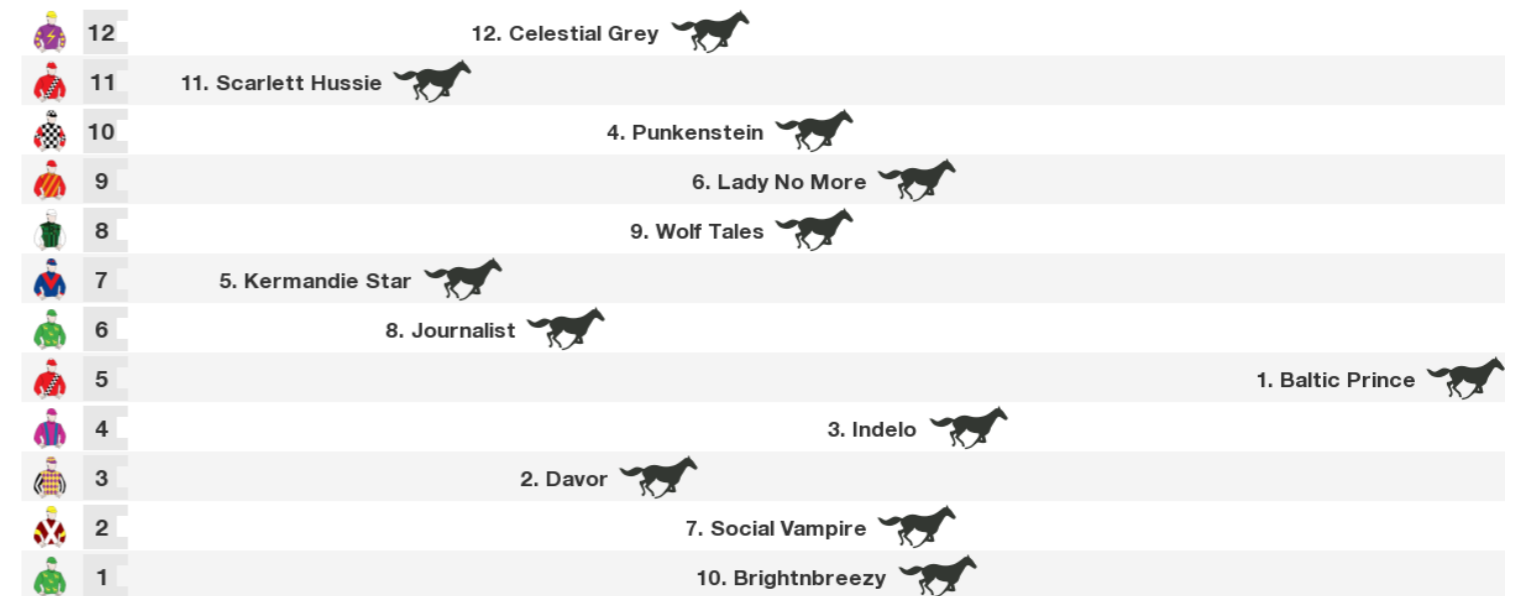 12 12. Celestial Grey
11 11. Scarlett Hussie
10 4. Punkenstein
9 6. Lady No More
8 9. Wolf Tales
7 5. Kermandie Star
6 8. Journalist
5 1. Baltic Prince
4 3. Indelo
3 2. Davor
2 7. Social Vampire
1 10. Brightnbreezy